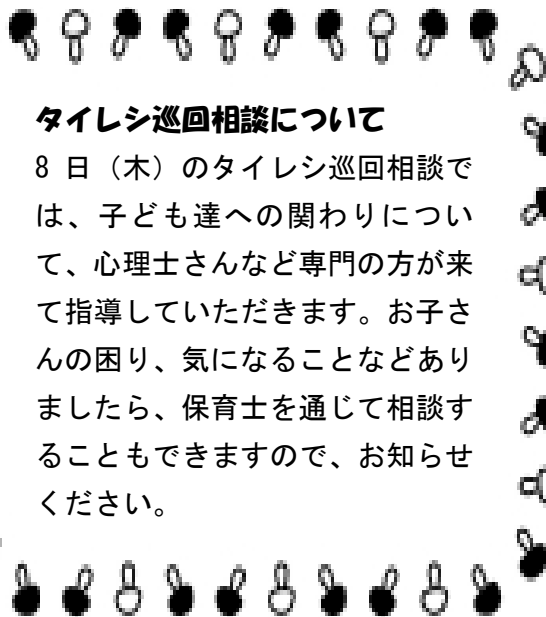 タイレシ巡回相談について
8 日（木）のタイレシ巡回相談で
は、子ども達への関わりについ
て、心理士さんなど専門の方が来
て指導していただきます。お子さ
んの困り、気になることなどあり
ましたら、保育士を通じて相談す
ることもできますので、お知らせ
ください。